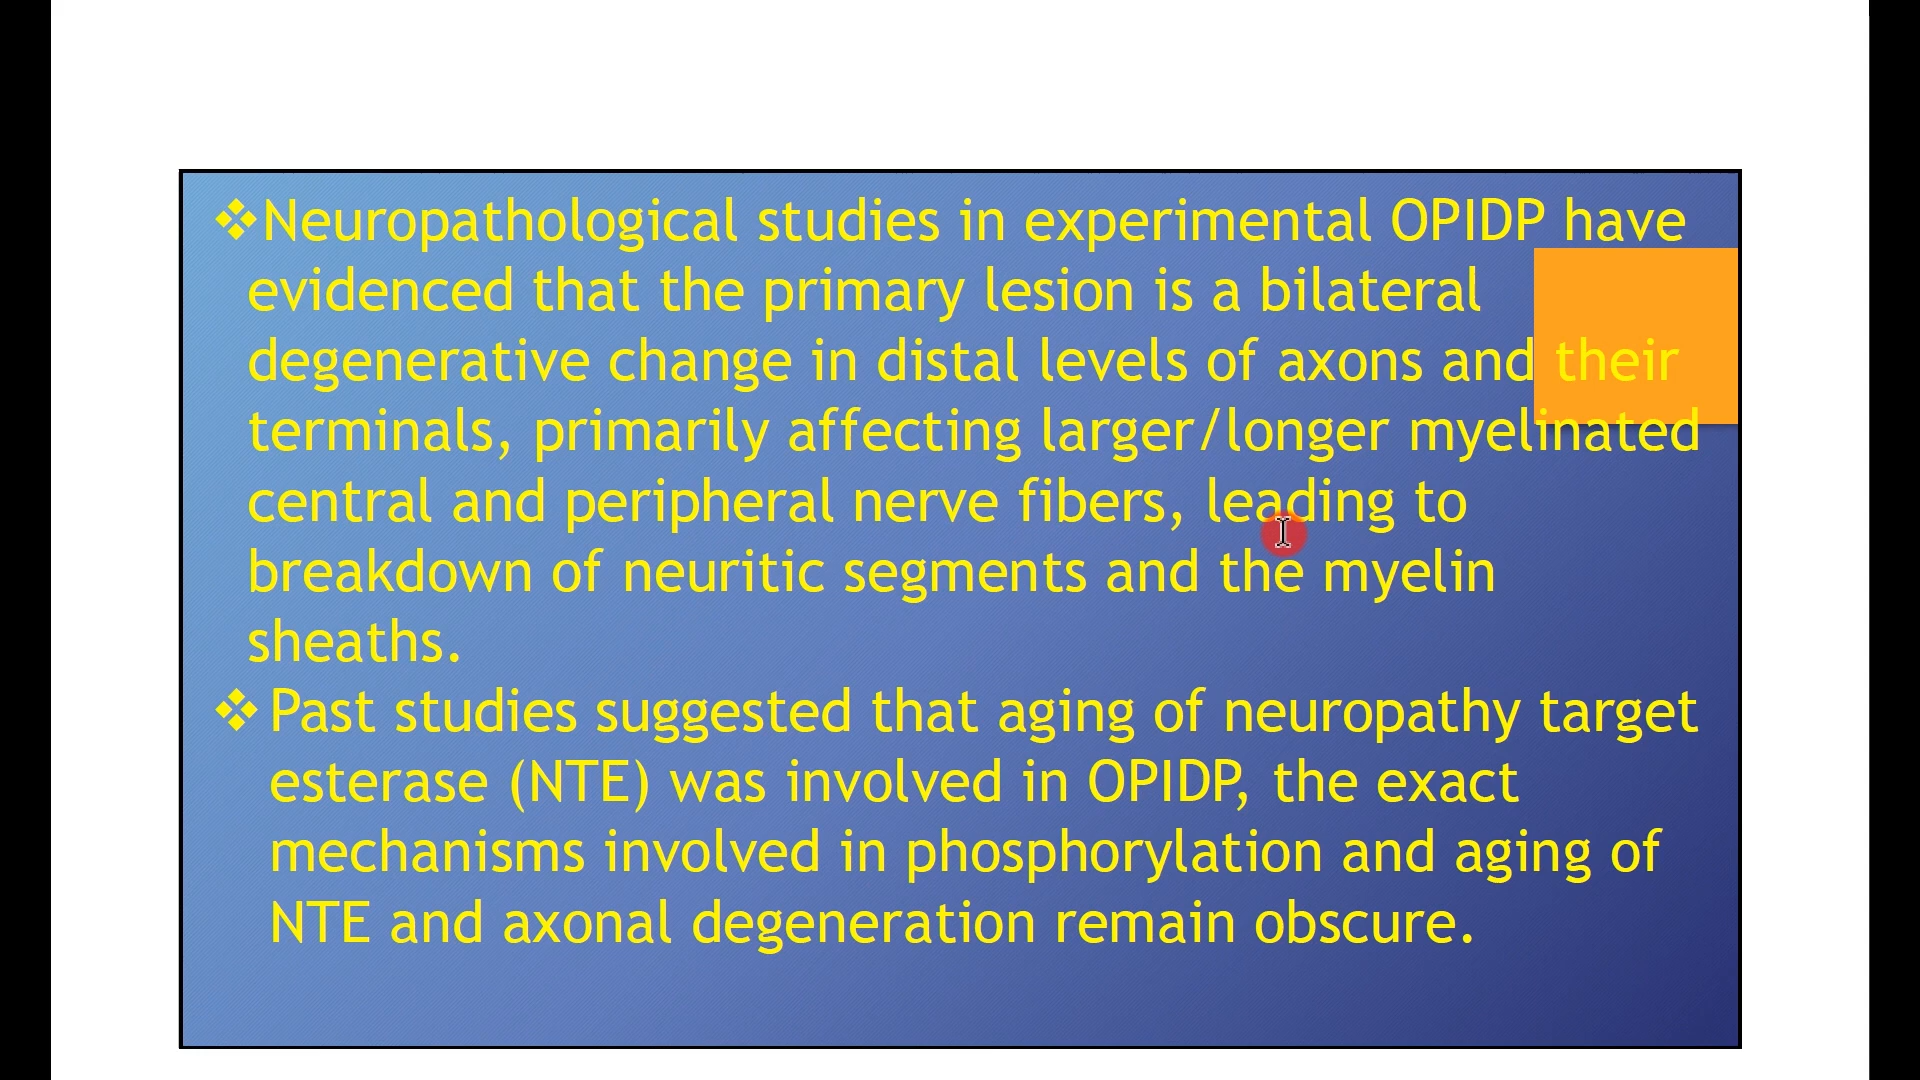 ❖Neuropathological studies in experimental OPIDP have
evidenced that the primary lesion is a bilateral
degenerative change in distal levels of axons and their
terminals, primarily affecting larger/longer myelinated
central and peripheral nerve fibers, leading to
breakdown of neuritic segments and the myelin
sheaths.
❖Past studies suggested that aging of neuropathy target
esterase (NTE) was involved in OPIDP, the exact
mechanisms involved in phosphorylation and aging of
NTE and axonal degeneration remain obscure.